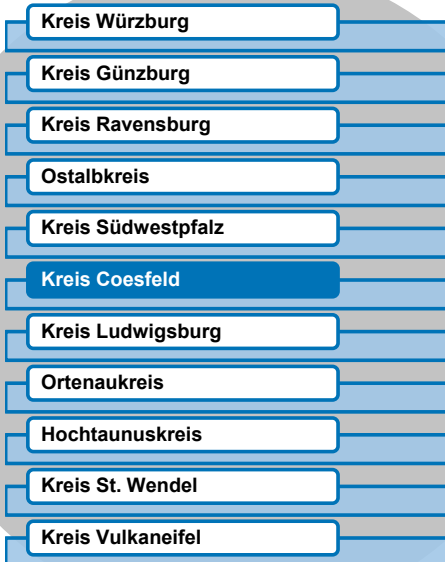 Kreis Würzburg
Kreis Günzburg
Kreis Ravensburg
Ostalbkreis
Kreis Südwestpfalz
Kreis Coesfeld
Kreis Ludwigsburg
Ortenaukreis
Hochtaunuskreis
Kreis St. Wendel
Kreis Vulkaneifel